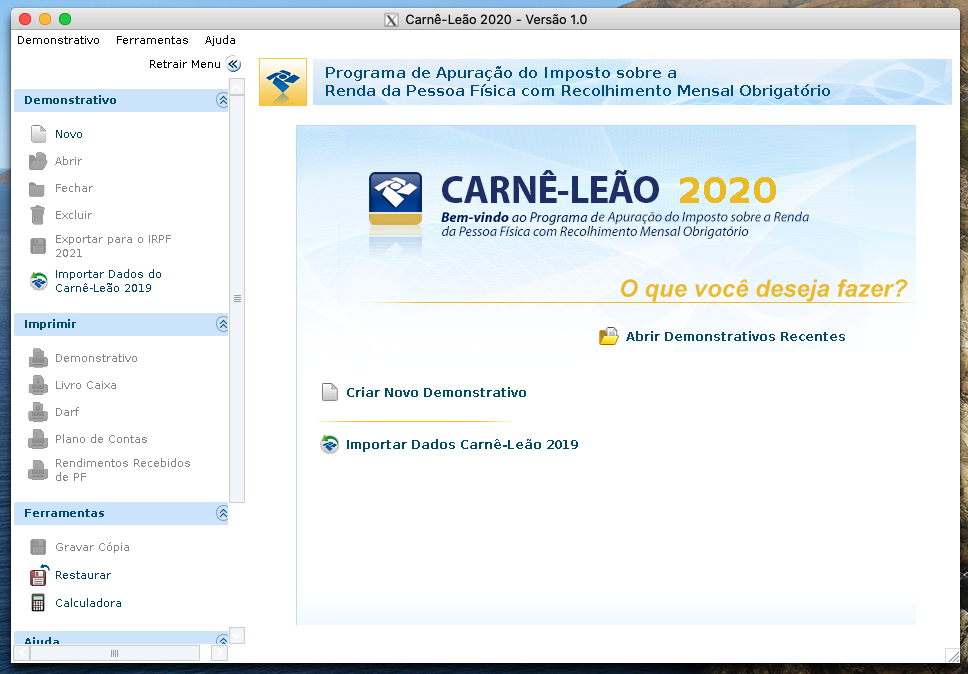 Carnê-Leão 2020 - Versão 1.0
Demonstrativo Ferramentas Ajuda
Retrair Menu
Demonstrativo
Novo
Abrir
Fechar
Excluir
Exportar para o IRPF
2021
Importar Dados do
Carnê-Leão 2019
Imprimir
Demonstrativo
Livro Caixa
Darf
Plano de Contas
Rendimentos Recebidos
de PF
Ferramentas
Gravar Cópia
Restaurar
Calculadora
Ajuda
Programa de Apuração do Imposto sobre a
Renda da Pessoa Física com Recolhimento Mensal Obrigatório
CARNÊ-LEÃO 2020
Bem-vindo ao Programa de Apuração do Imposto sobre a Renda
da Pessoa Física com Recolhimento Mensal Obrigatório
O que você deseja fazer?
Abrir Demonstrativos Recentes
Criar Novo Demonstrativo
Importar Dados Carnê-Leão 2019